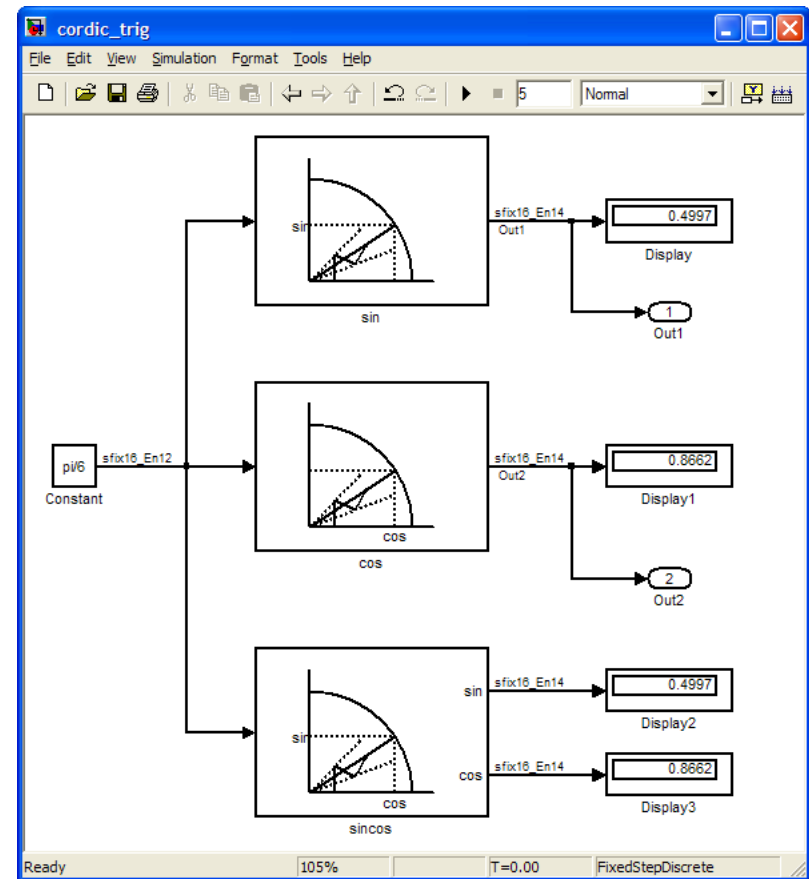 cordic_trig
File Edit View Simulation Format Tools Help
5 Normal
sin
sfix16_En14
Out1
0.4997
Display
sin
1
Out1
pi/6
sfix16_En12
Constant
cos
sfix16_En14
Out2
0.8662
Display1
cos
2
Out2
sin
cos
sin
cos
sfix16_En14
0.4997
Display2
sfix16_En14
0.8662
Display3
sincos
Ready 105% T=0.00 FixedStepDiscrete